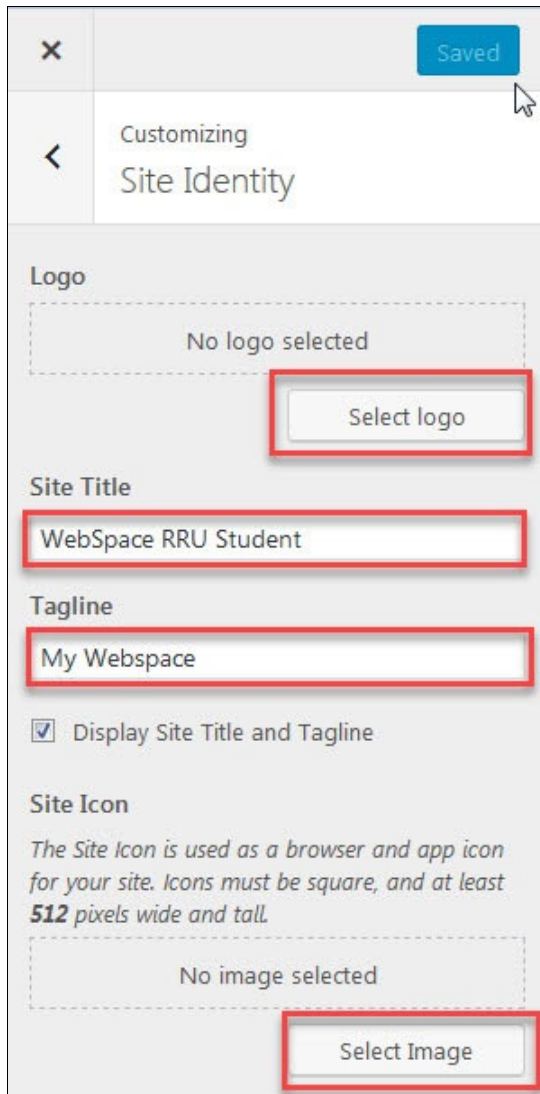 Saved
Customizing
Site Identity
Logo
No logo selected
Select logo
Site Title
WebSpace RRU Student
Tagline
My Webspace
Display Site Title and Tagline
Site Icon
The Site Icon is used as a browser and app icon
for your site. Icons must be square, and at least
512 pixels wide and tall.
No image selected
Select Image